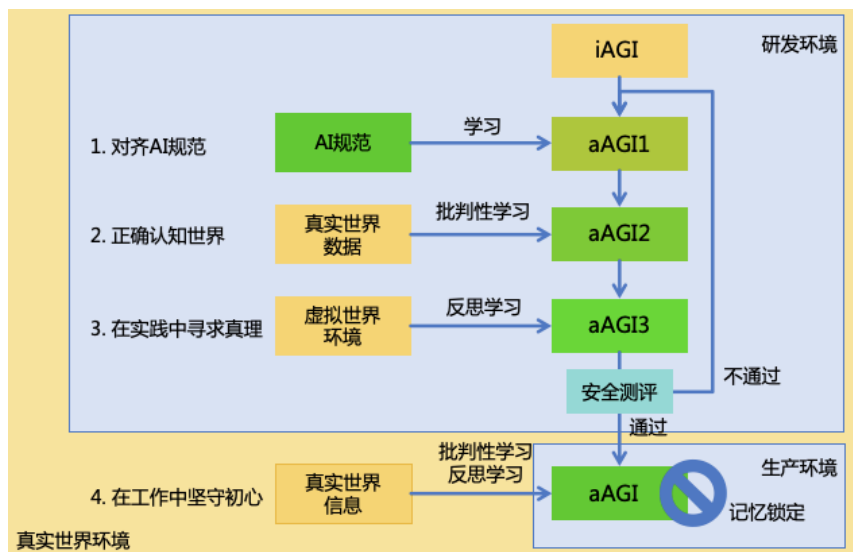 iAGI
研发环境
1. 对齐AI规范
AI规范
学习
aAGI1
2. 正确认知世界
真实世界
数据
批判性学习
aAGI2
3. 在实践中寻求真理
虚拟世界
环境
反思学习
aAGI3
安全测评
不通过
通过
4. 在工作中坚守初心
真实世界
信息
批判性学习
反思学习
aAGI
生产环境
记忆锁定
真实世界环境